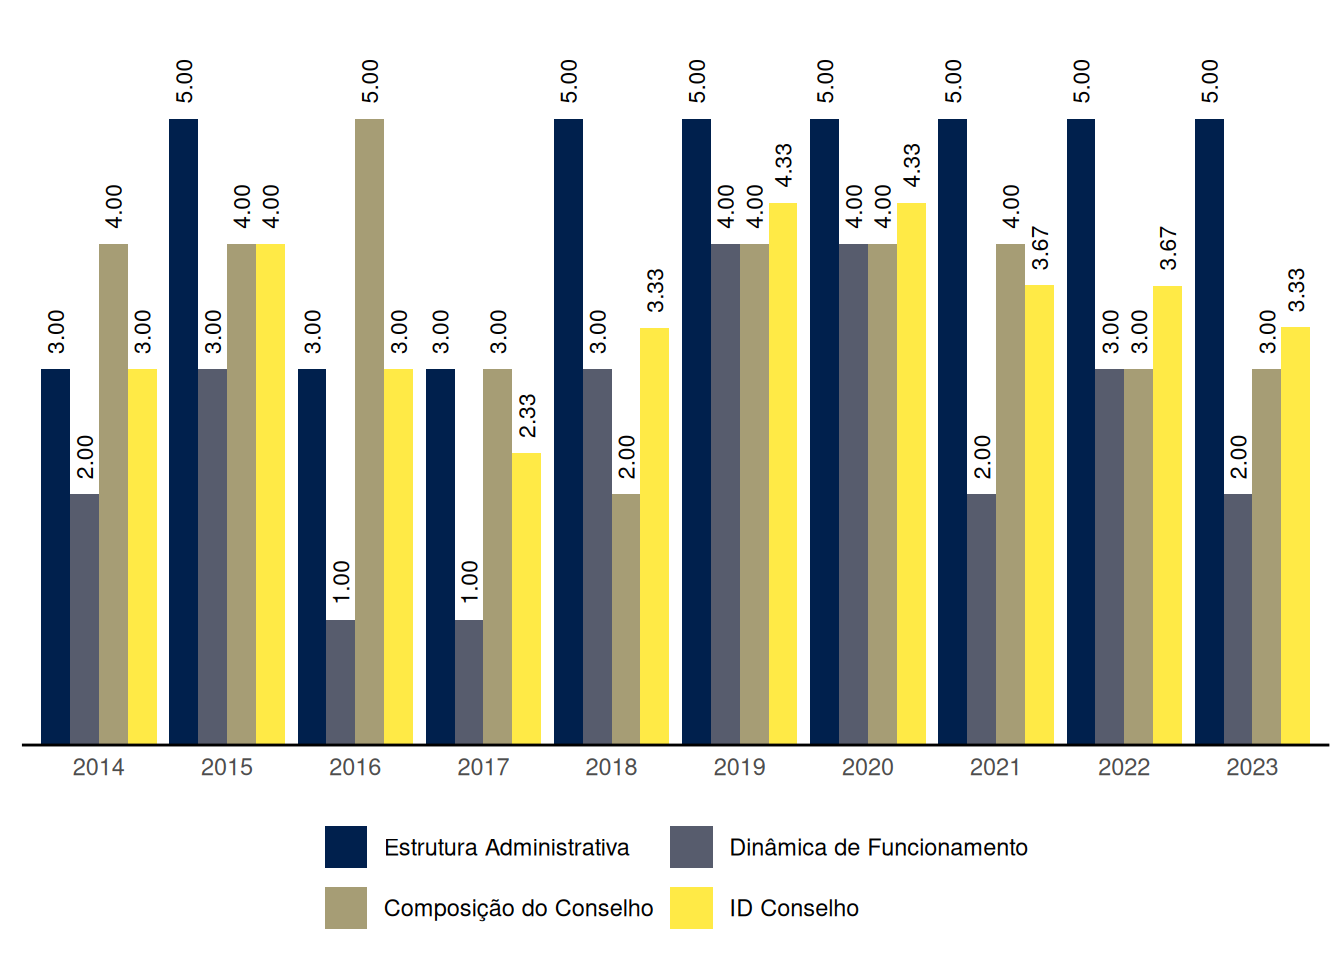 3.00 2.00 4.00 3.00
5.00 3.00 4.00 4.00
3.00 1.00 5.00 3.00
3.00 1.00 3.00 2.33
5.00 3.00 2.00 3.33
5.00 4.00 4.00 4.33
5.00 4.00 4.00 4.33
5.00 2.00 4.00 3.67
5.00 3.00 3.00 3.67
5.00 2.00 3.00 3.33
2014 2015 2016 2017 2018 2019 2020 2021 2022 2023
Estrutura Administrativa Dinâmica de Funcionamento
Composição do Conselho ID Conselho